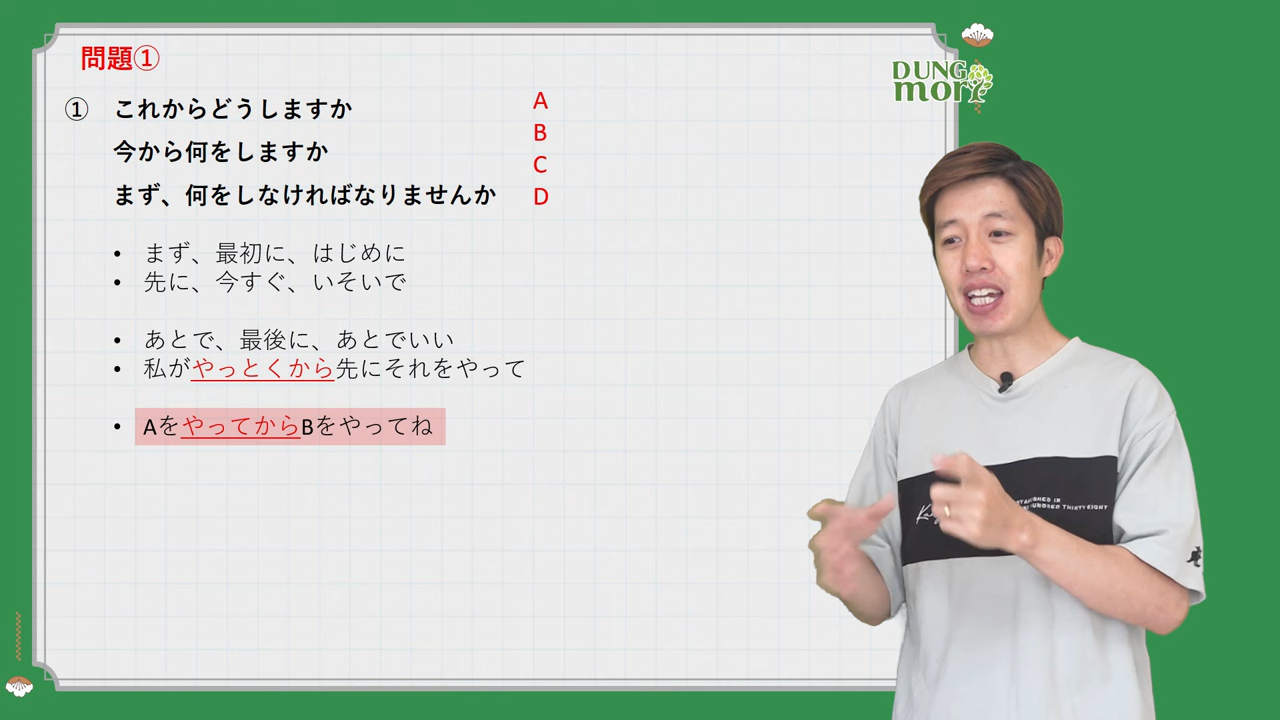 問題①
① これからどうしますか
今から何をしますか
まず、何をしなければなりませんか
A
B
C
D
• まず、最初に、はじめに
• 先に、今すぐ、いそいで
• あとで、最後に、あとでいい
• 私がやっとくから先にそれをやって
• AをやってからBをやってね
DUNG
mori
THIRTY EIGHT